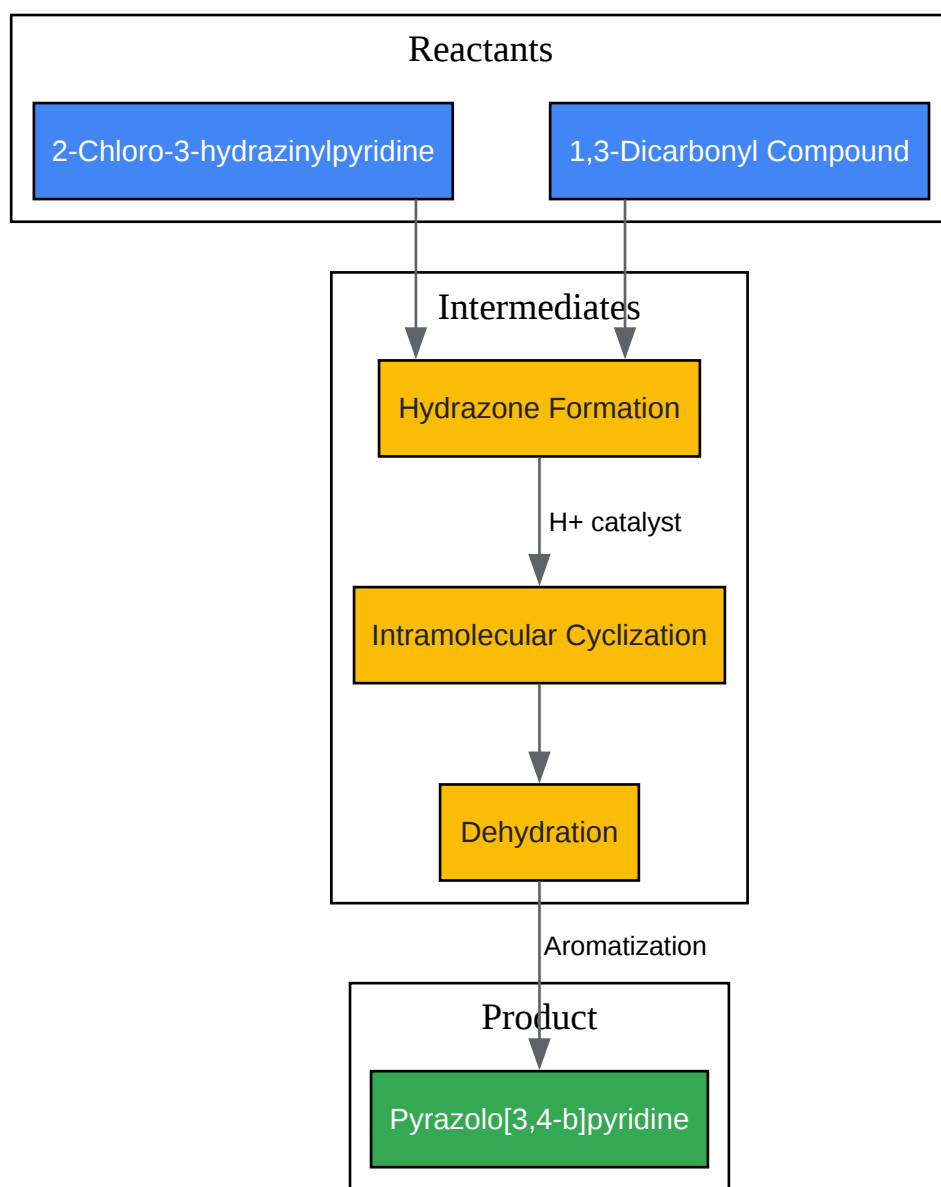 Reactants
2-Chloro-3-hydrazinylpyridine
1,3-Dicarbonyl Compound
Intermediates
Hydrazone Formation
H+ catalyst
Intramolecular Cyclization
Dehydration
Aromatization
Product
Pyrazolo[3,4-b]pyridine